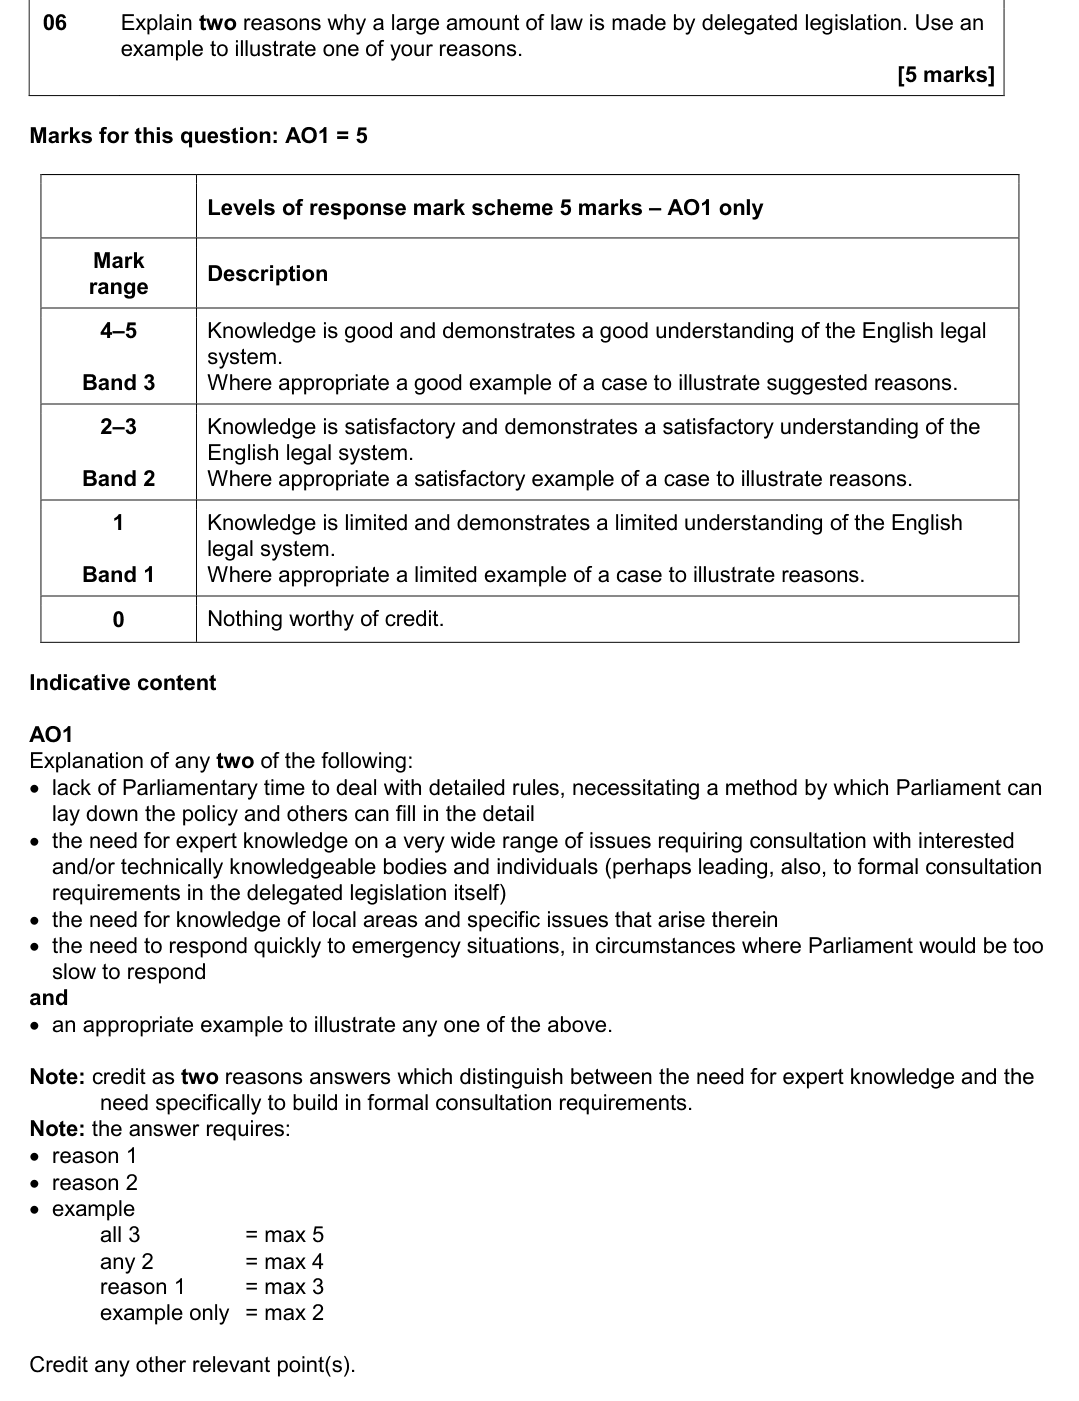 06 Explain two reasons why a large amount of law is made by delegated legislation. Use an
example to illustrate one of your reasons.
[5 marks]
Marks for this question: AO1 = 5
Levels of response mark scheme 5 marks – AO1 only
Mark
range
Description
4–5
Band 3
Knowledge is good and demonstrates a good understanding of the English legal
system.
Where appropriate a good example of a case to illustrate suggested reasons.
2–3
Band 2
Knowledge is satisfactory and demonstrates a satisfactory understanding of the
English legal system.
Where appropriate a satisfactory example of a case to illustrate reasons.
1
Band 1
Knowledge is limited and demonstrates a limited understanding of the English
legal system.
Where appropriate a limited example of a case to illustrate reasons.
0 Nothing worthy of credit.
Indicative content
AO1
Explanation of any two of the following:
• lack of Parliamentary time to deal with detailed rules, necessitating a method by which Parliament can
lay down the policy and others can fill in the detail
• the need for expert knowledge on a very wide range of issues requiring consultation with interested
and/or technically knowledgeable bodies and individuals (perhaps leading, also, to formal consultation
requirements in the delegated legislation itself)
• the need for knowledge of local areas and specific issues that arise therein
• the need to respond quickly to emergency situations, in circumstances where Parliament would be too
slow to respond
and
• an appropriate example to illustrate any one of the above.
Note: credit as two reasons answers which distinguish between the need for expert knowledge and the
need specifically to build in formal consultation requirements.
Note: the answer requires:
• reason 1
• reason 2
• example
all 3 = max 5
any 2 = max 4
reason 1 = max 3
example only = max 2
Credit any other relevant point(s).